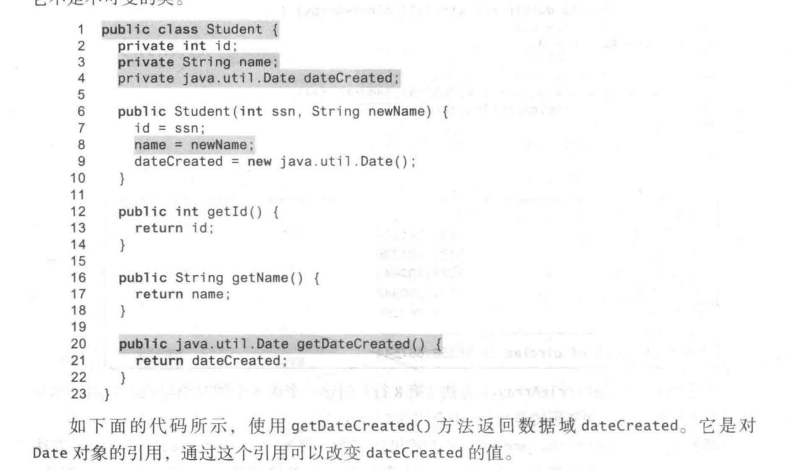 它不是不可变的类。
1 public class Student {
2 private int id;
3 private String name;
4 private java.util.Date dateCreated;
5
6 public Student(int ssn, String newName) {
7 id = ssn;
8 name = newName;
9 dateCreated = new java.util.Date();
10 }
11
12 public int getId() {
13 return id;
14 }
15
16 public String getName() {
17 return name;
18 }
19
20 public java.util.Date getDateCreated() {
21 return dateCreated;
22 }
23 }
如下面的代码所示，使用 getDateCreated() 方法返回数据域 dateCreated。它是对
Date 对象的引用，通过这个引用可以改变 dateCreated 的值。